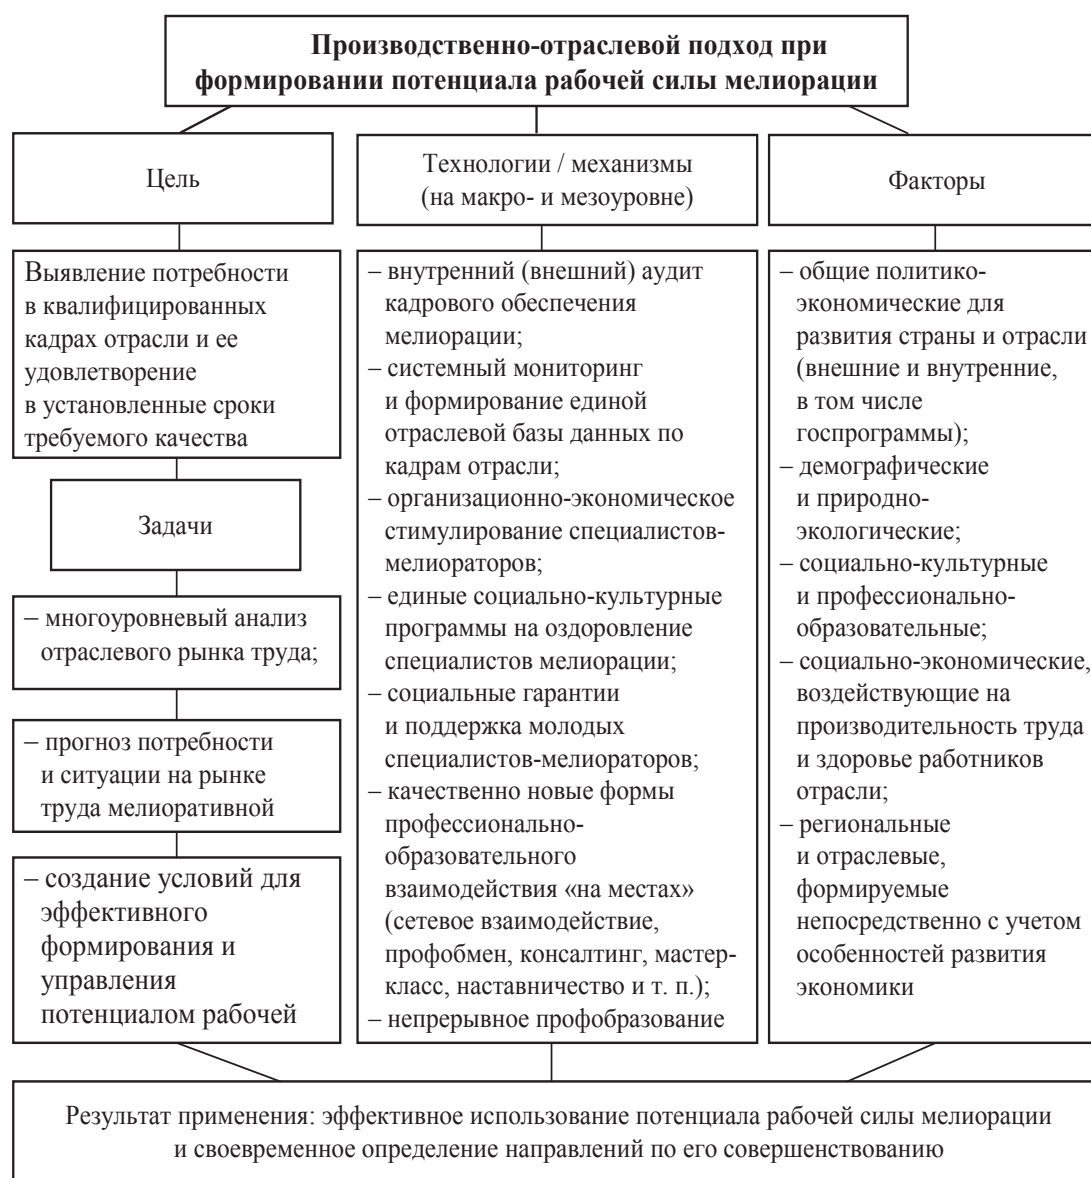 Производственно-отраслевой подход при
формировании потенциала рабочей силы мелиорации
Цель
Выявление потребности
в квалифицированных
кадрах отрасли и ее
удовлетворение
в установленные сроки
требуемого качества
Задачи
– многоуровневый анализ
отраслевого рынка труда;
– прогноз потребности
и ситуации на рынке
труда мелиоративной
– создание условий для
эффективного
формирования и
управления
потенциалом рабочей
Технологии / механизмы
(на макро- и мезоуровне)
– внутренний (внешний) аудит
кадрового обеспечения
мелиорации;
– системный мониторинг
и формирование единой
отраслевой базы данных по
кадрам отрасли;
– организационно-экономическое
стимулирование специалистов-
мелиораторов;
– единые социально-культурные
программы на оздоровление
специалистов мелиорации;
– социальные гарантии
и поддержка молодых
специалистов-мелиораторов;
– качественно новые формы
профессионально-
образовательного
взаимодействия «на местах»
(сетевое взаимодействие,
профобмен, консалтинг, мастер-
класс, наставничество и т. п.);
– непрерывное профобразование
Факторы
– общие политико-
экономические для
развития страны и отрасли
(внешние и внутренние,
в том числе
госпрограммы);
– демографические
и природно-
экологические;
– социально-культурные
и профессионально-
образовательные;
– социально-экономические,
воздействующие на
производительность труда
и здоровье работников
отрасли;
– региональные
и отраслевые,
формируемые
непосредственно с учетом
особенностей развития
экономики
Результат применения: эффективное использование потенциала рабочей силы мелиорации
и своевременное определение направлений по его совершенствованию